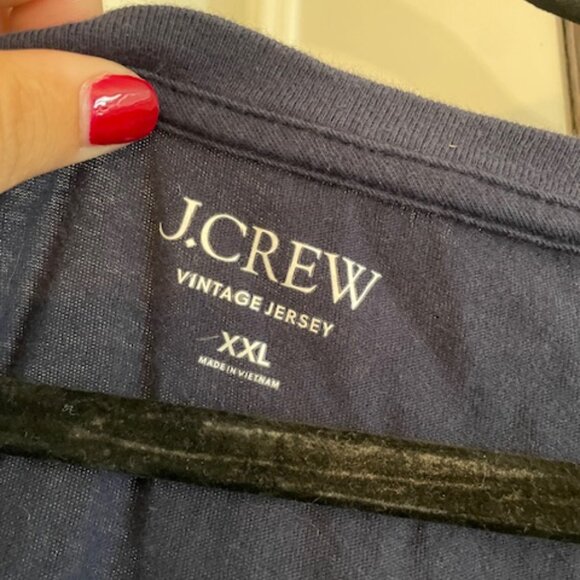 J.CREW
VINTAGE JERSEY
XXL
MADE IN VIETNAM